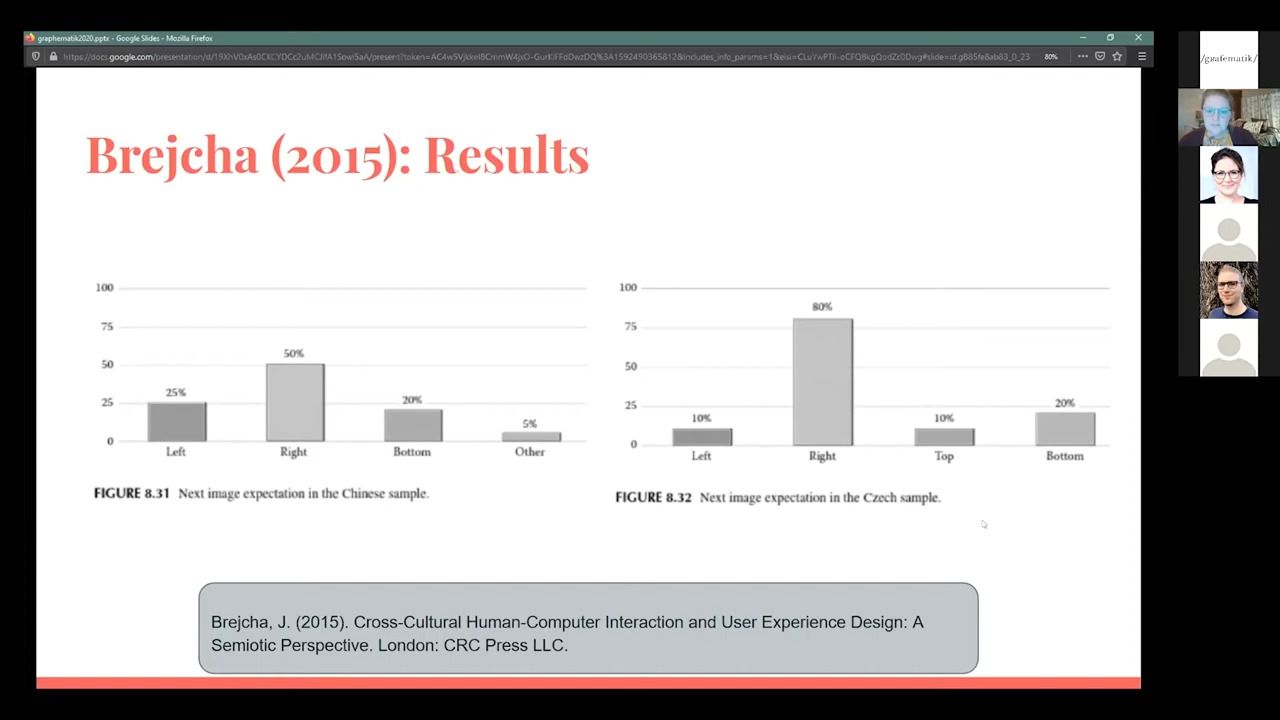 graphematik2020.pptx - Google Slides - Mozilla Firefox
80%
/grafematik/
Brejcha (2015): Results
100
75
50
25
0
25%
50%
20%
5%
Left
Right
Bottom
Other
FIGURE 8.31 Next image expectation in the Chinese sample.
100
75
50
25
0
10%
80%
10%
20%
Left
Right
Top
Bottom
FIGURE 8.32 Next image expectation in the Czech sample.
Brejcha, J. (2015). Cross-Cultural Human-Computer Interaction and User Experience Design: A
Semiotic Perspective. London: CRC Press LLC.